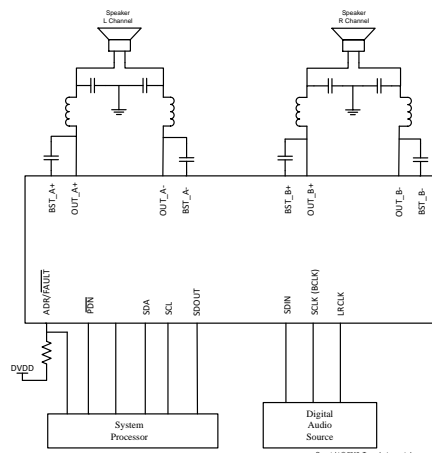 Speaker
L Channel
Speaker
R Channel
BST_A+
OUT_A+
OUT_A-
BST_A-
BST_B+
OUT_B+
OUT_B-
BST_B-
ADR/FAULT
PDN
SDA
SCL
SDOUT
SDIN
SCLK (BCLK)
LRCLK
DVDD
System
Processor
Digital
Audio
Source